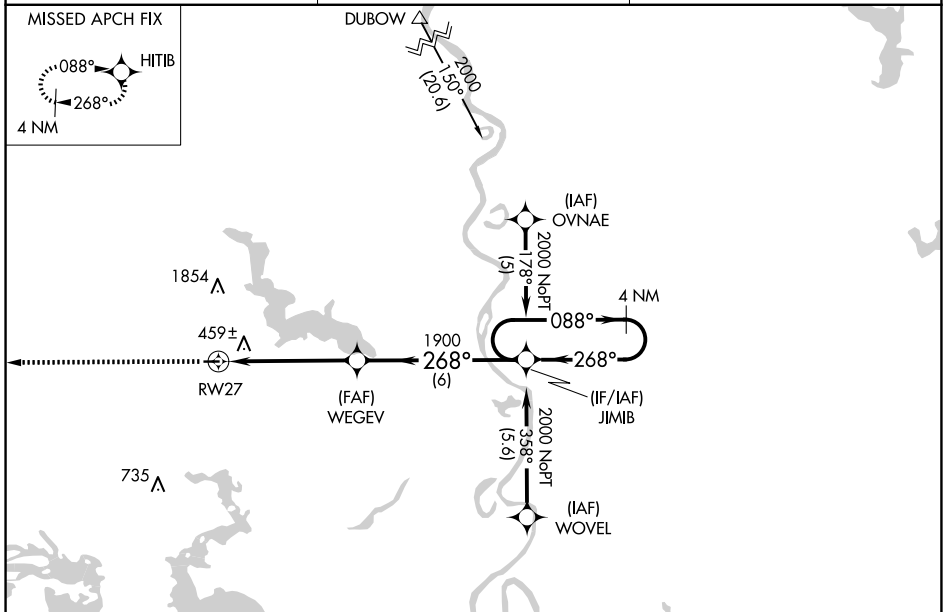 MISSED APCH FIX
HITIB
088°
268°
4 NM
DUBOW
2000
150°
(20.6)
(IAF)
OVNAE
2000 NoPT
178°
(5)
1854
459±
4 NM
088°
1900
268°
(6)
268°
RW27
(FAF)
WEGEV
(IF/IAF)
JIMIB
2000 NoPT
358°
(5.6)
735
(IAF)
WOVEL